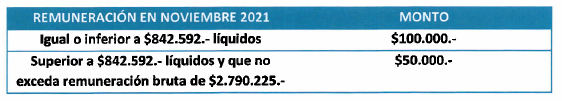 REMUNERACIÓN EN NOVIEMBRE 2021 MONTO
Igual o inferior a $842.592.- líquidos $100.000.-
Superior a $842.592.- líquidos y que no $50.000.-
exceda remuneración bruta de $2.790.225.-